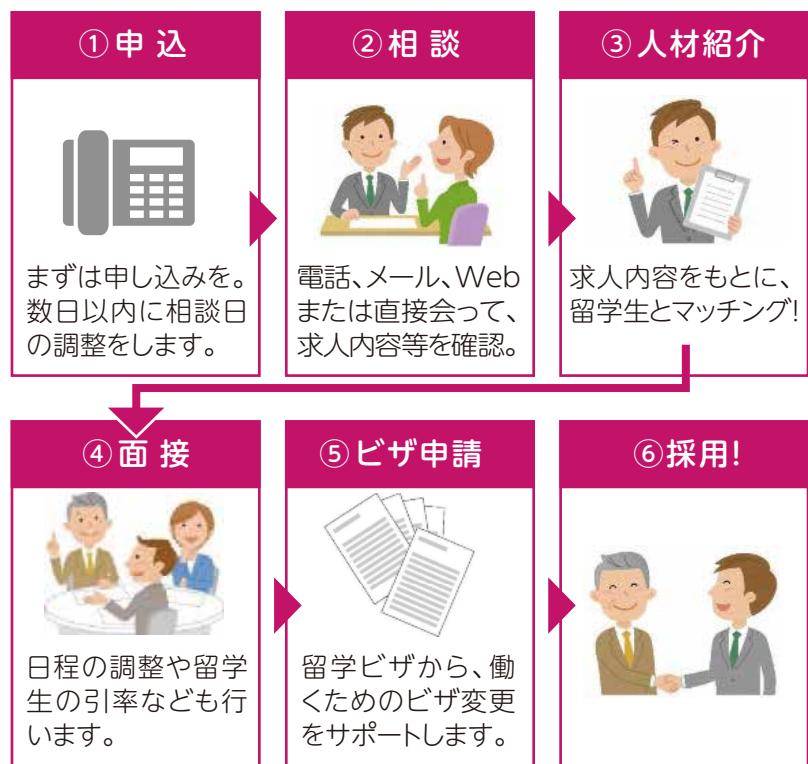 ①申 込
まずは申し込みを。
数日以内に相談日
の調整をします。
②相 談
電話、メール、Web
または直接会って、
求人内容等を確認。
③人材紹介
求人内容をもとに、
留学生とマッチング!
④面 接
日程の調整や留学
生の引率なども行
います。
⑤ビザ申請
留学ビザから、働
くためのビザ変更
をサポートします。
⑥採用!